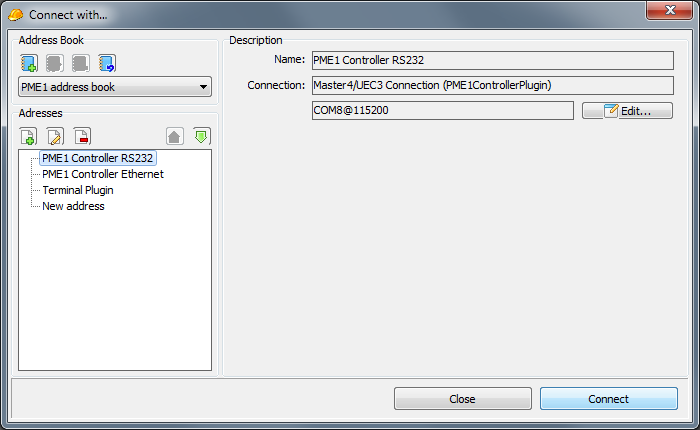 Connect with...
Address Book
PME1 address book
Adresses
PME1 Controller RS232
PME1 Controller Ethernet
Terminal Plugin
New address
Description
Name: PME1 Controller RS232
Connection: Master4/UEC3 Connection (PME1ControllerPlugin)
COM8@115200 Edit...
Close Connect